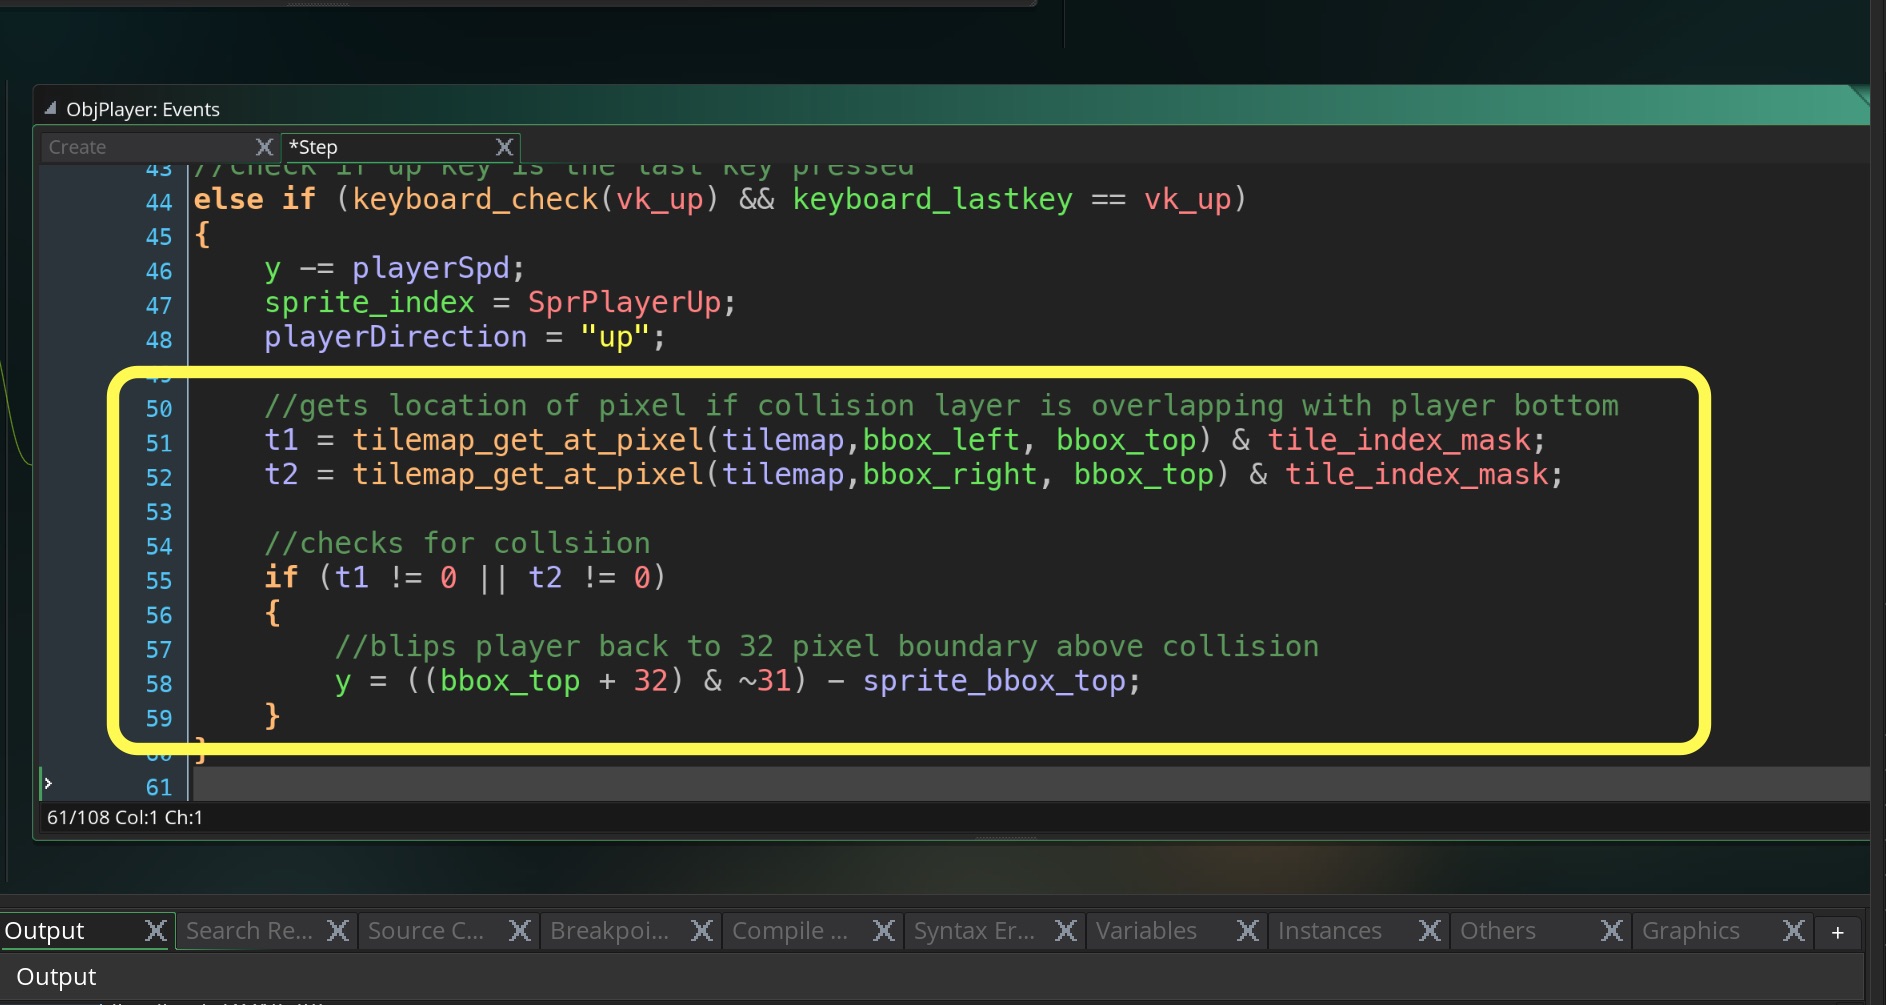 ObjPlayer: Events
Create
*Step
43 //check if up key is the last key pressed
44 else if (keyboard_check(vk_up) && keyboard_lastkey == vk_up)
45 {
46 y -= playerSpd;
47 sprite_index = SprPlayerUp;
48 playerDirection = "up";
49
50 //gets location of pixel if collision layer is overlapping with player bottom
51 t1 = tilemap_get_at_pixel(tilemap,bbox_left, bbox_top) & tile_index_mask;
52 t2 = tilemap_get_at_pixel(tilemap,bbox_right, bbox_top) & tile_index_mask;
53
54 //checks for collsiion
55 if (t1 != 0 || t2 != 0)
56 {
57 //blips player back to 32 pixel boundary above collision
58 y = ((bbox_top + 32) & ~31) - sprite_bbox_top;
59 }
60 }
61
61/108 Col:1 Ch:1
Output Search Re... Source C... Breakpoi... Compile ... Syntax Er... Variables Instances Others Graphics +
Output